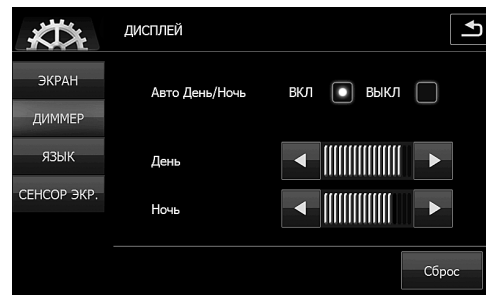 ДИСПЛЕЙ
ЭКРАН
ДИММЕР
ЯЗЫК
СЕНСОР ЭКР.
Авто День/Ночь ВКЛ ВЫКЛ
День
Ночь
Сброс